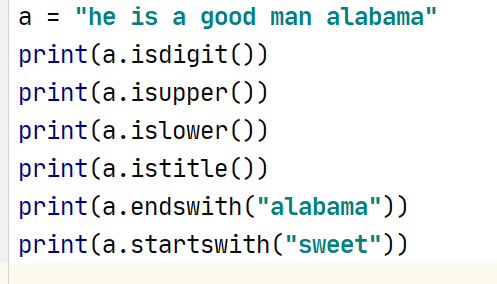 a = "he is a good man alabama"
print(a.isdigit())
print(a.isupper())
print(a.islower())
print(a.istitle())
print(a.endswith("alabama"))
print(a.startswith("sweet"))